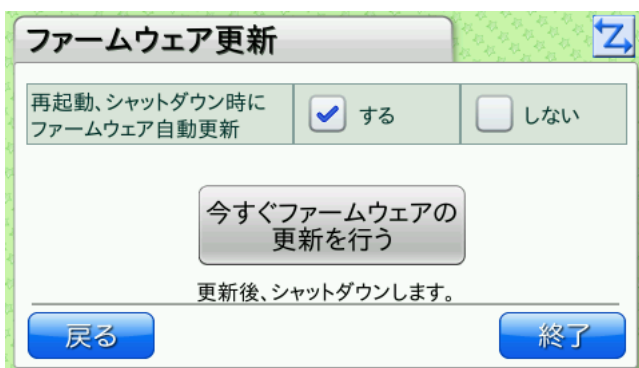 ファームウェア更新
再起動、シャットダウン時に
ファームウェア自動更新
する
しない
今すぐファームウェアの
更新を行う
更新後、シャットダウンします。
戻る
終了